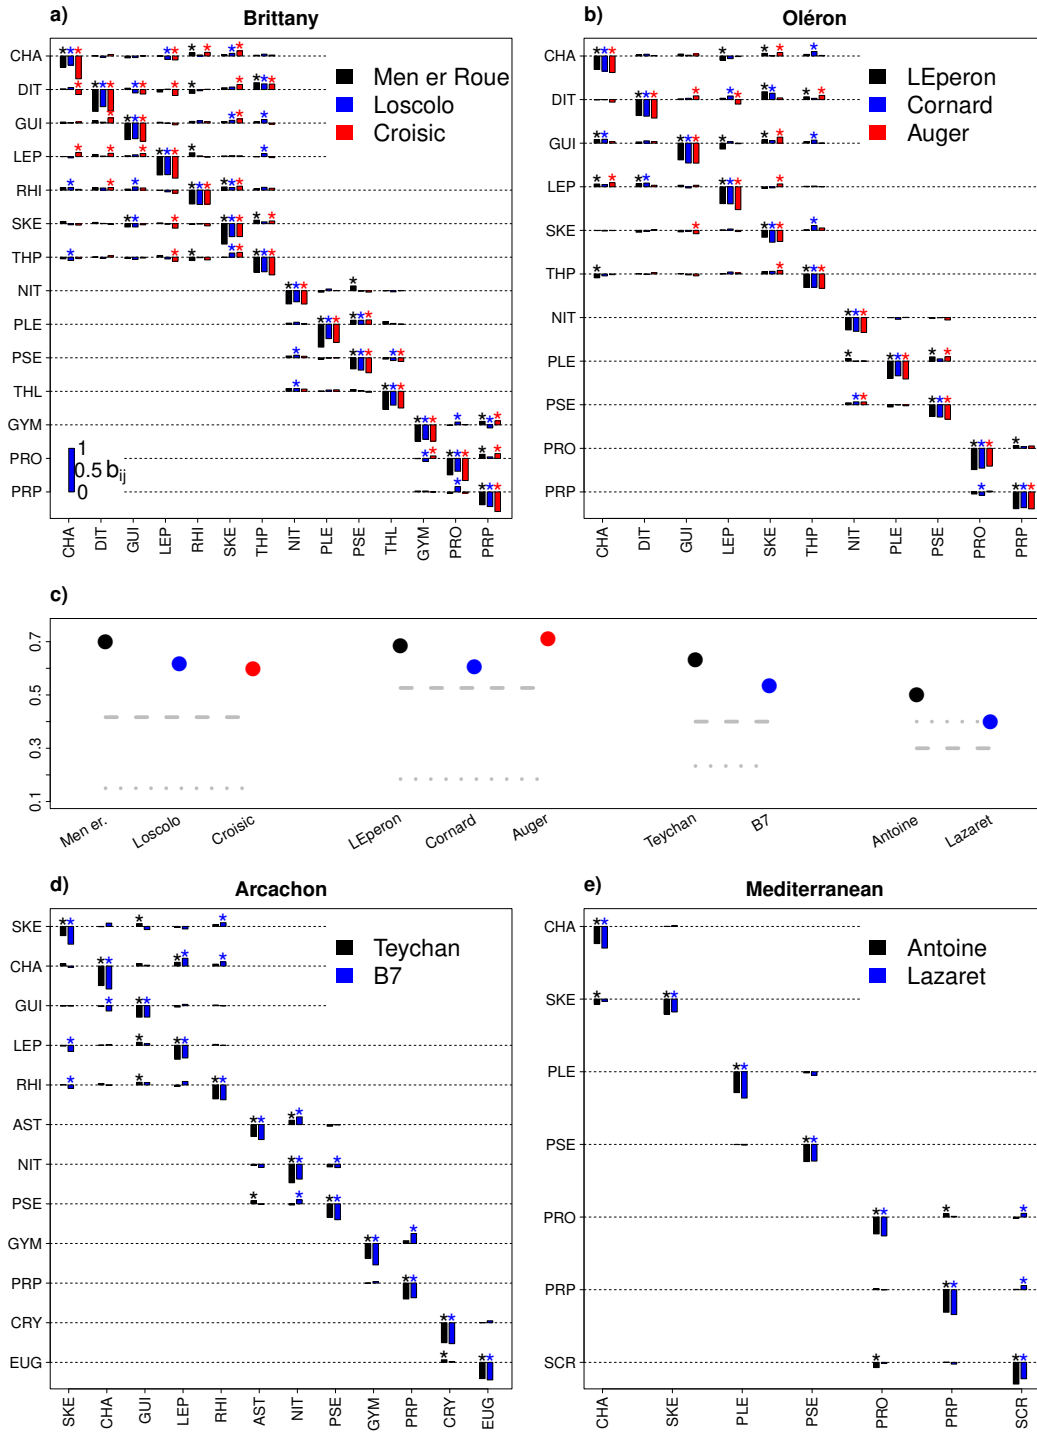 a) Brittany
CHA
DIT
GUI
LEP
RHI
SKE
THP
NIT
PLE
PSE
THL
GYM
PRO
PRP
Men er Roue
Loscolo
Croisic
1
0.5 bij
0
CHA DIT GUI LEP RHI SKE THP NIT PLE PSE THL GYM PRO PRP
b) Oléron
CHA
DIT
GUI
LEP
SKE
THP
NIT
PLE
PSE
PRO
PRP
LEperon
Cornard
Auger
CHA DIT GUI LEP SKE THP NIT PLE PSE PRO PRP
c)
0.7
0.5
0.3
0.1
Men er. Loscolo Croisic LEperon Cornard Auger Teychan B7 Antoine Lazaret
d) Arcachon
SKE
CHA
GUI
LEP
RHI
AST
NIT
PSE
GYM
PRP
CRY
EUG
Teychan
B7
SKE CHA GUI LEP RHI AST NIT PSE GYM PRP CRY EUG
e) Mediterranean
CHA
SKE
PLE
PSE
PRO
PRP
SCR
Antoine
Lazaret
CHA SKE PLE PSE PRO PRP SCR